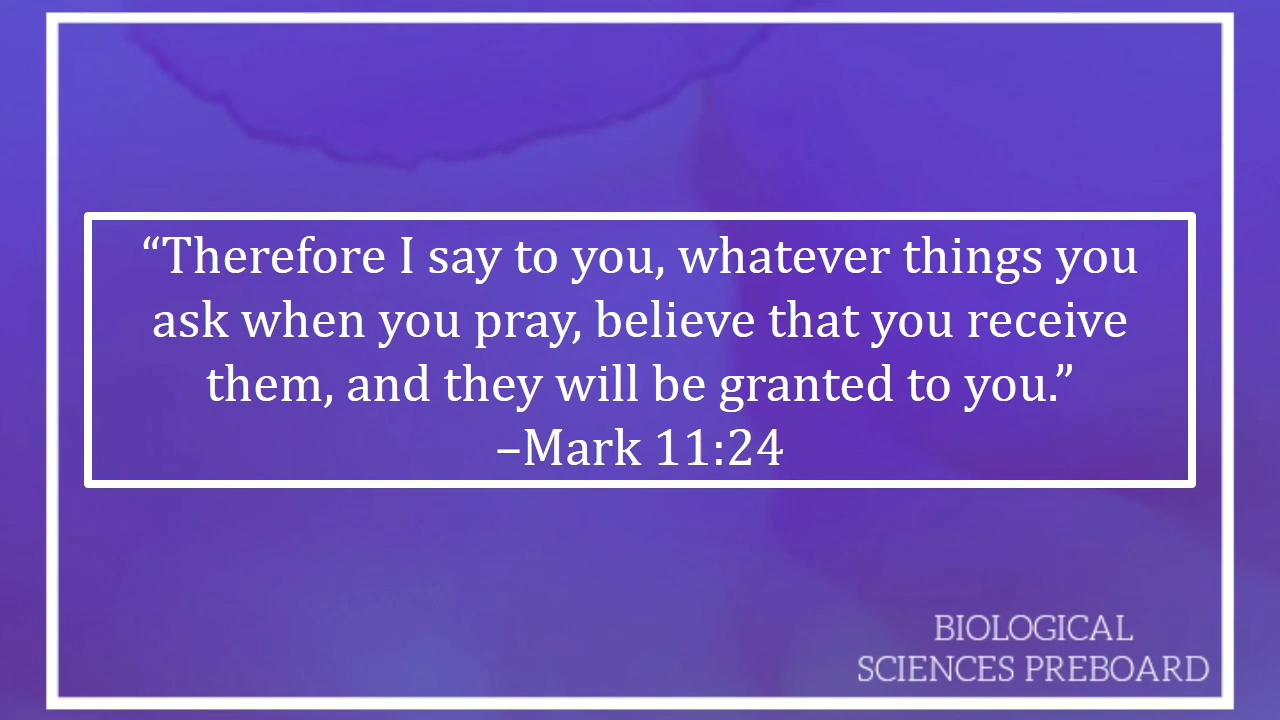 “Therefore I say to you, whatever things you
ask when you pray, believe that you receive
them, and they will be granted to you.”
–Mark 11:24
BIOLOGICAL
SCIENCES PREBOARD